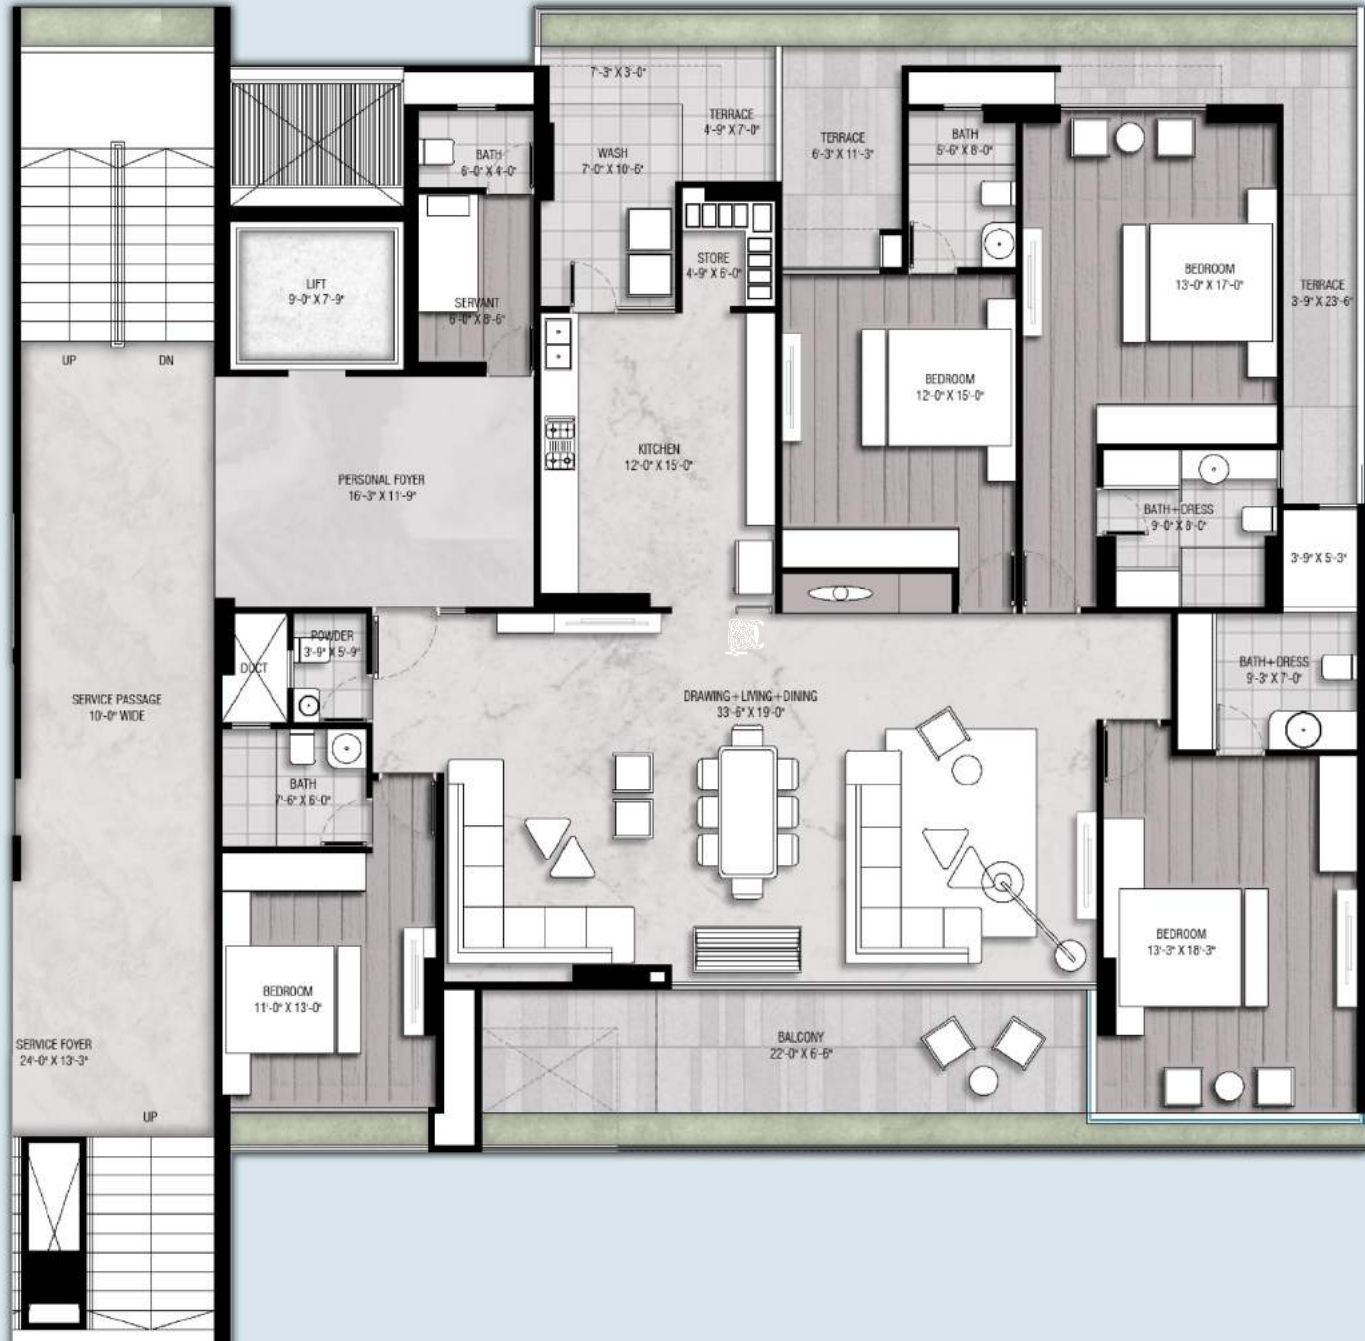 7'-3" X 3'-0"
TERRACE
4'-9" X 7'-0"
TERRACE
6'-3" X 11'-3"
BATH
5'-6" X 8'-0"
BATH
6'-0" X 4'-0"
WASH
7'-0" X 10'-6"
STORE
4'-9" X 6'-0"
BEDROOM
13'-0" X 17'-0"
TERRACE
3'-9" X 23'-6"
LIFT
9'-0" X 7'-9"
SERVANT
6'-0" X 8'-6"
UP
DN
BEDROOM
12'-0" X 15'-0"
KITCHEN
12'-0" X 15'-0"
PERSONAL FOYER
16'-3" X 11'-9"
BATH+DRESS
9'-0" X 8'-0"
3'-9" X 5'-3"
POWDER
3'-9" X 5'-9"
DUCT
BATH+DRESS
9'-3" X 7'-0"
SERVICE PASSAGE
10'-0" WIDE
DRAWING+LIVING+DINING
33'-6" X 19'-0"
BATH
7'-6" X 6'-0"
BEDROOM
13'-3" X 18'-3"
BEDROOM
11'-0" X 13'-0"
SERVICE FOYER
24'-0" X 13'-3"
BALCONY
22'-0" X 6'-6"
UP